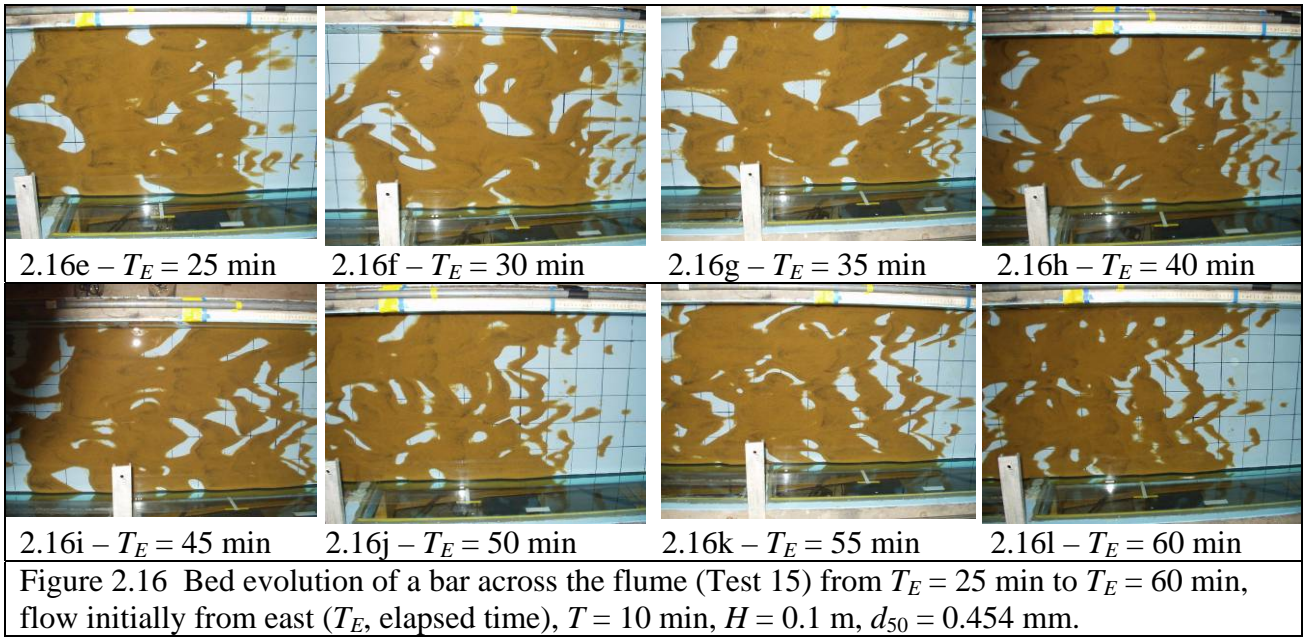 2.16e – T_E = 25 min
2.16f – T_E = 30 min
2.16g – T_E = 35 min
2.16h – T_E = 40 min
2.16i – T_E = 45 min
2.16j – T_E = 50 min
2.16k – T_E = 55 min
2.16l – T_E = 60 min
Figure 2.16 Bed evolution of a bar across the flume (Test 15) from T_E = 25 min to T_E = 60 min,
flow initially from east (T_E, elapsed time), T = 10 min, H = 0.1 m, d_50 = 0.454 mm.